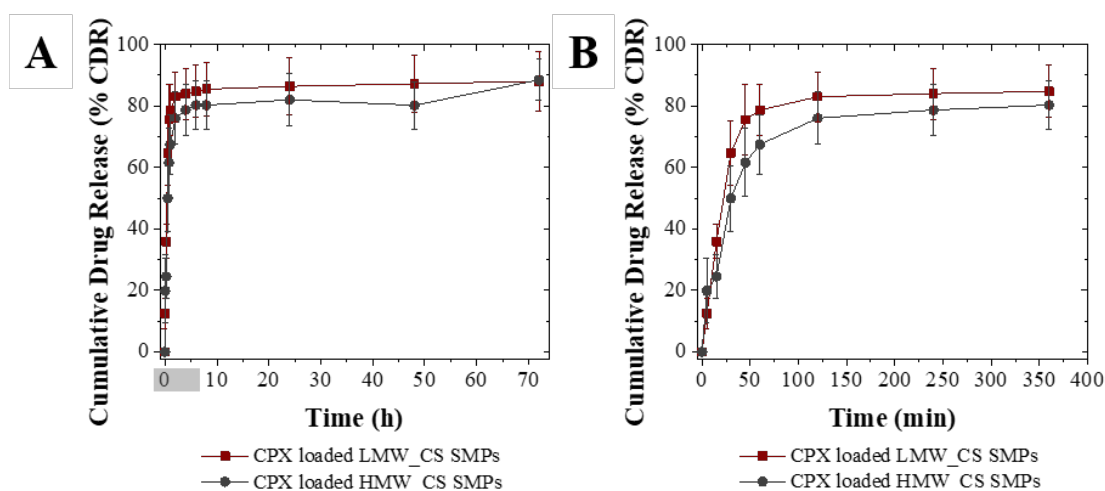 A
Cumulative Drug Release (% CDR)
100
80
60
40
20
0
0 10 20 30 40 50 60 70
Time (h)
CPX loaded LMW_CS SMPs
CPX loaded HMW_CS SMPs
B
Cumulative Drug Release (% CDR)
100
80
60
40
20
0
0 50 100 150 200 250 300 350 400
Time (min)
CPX loaded LMW_CS SMPs
CPX loaded HMW_CS SMPs